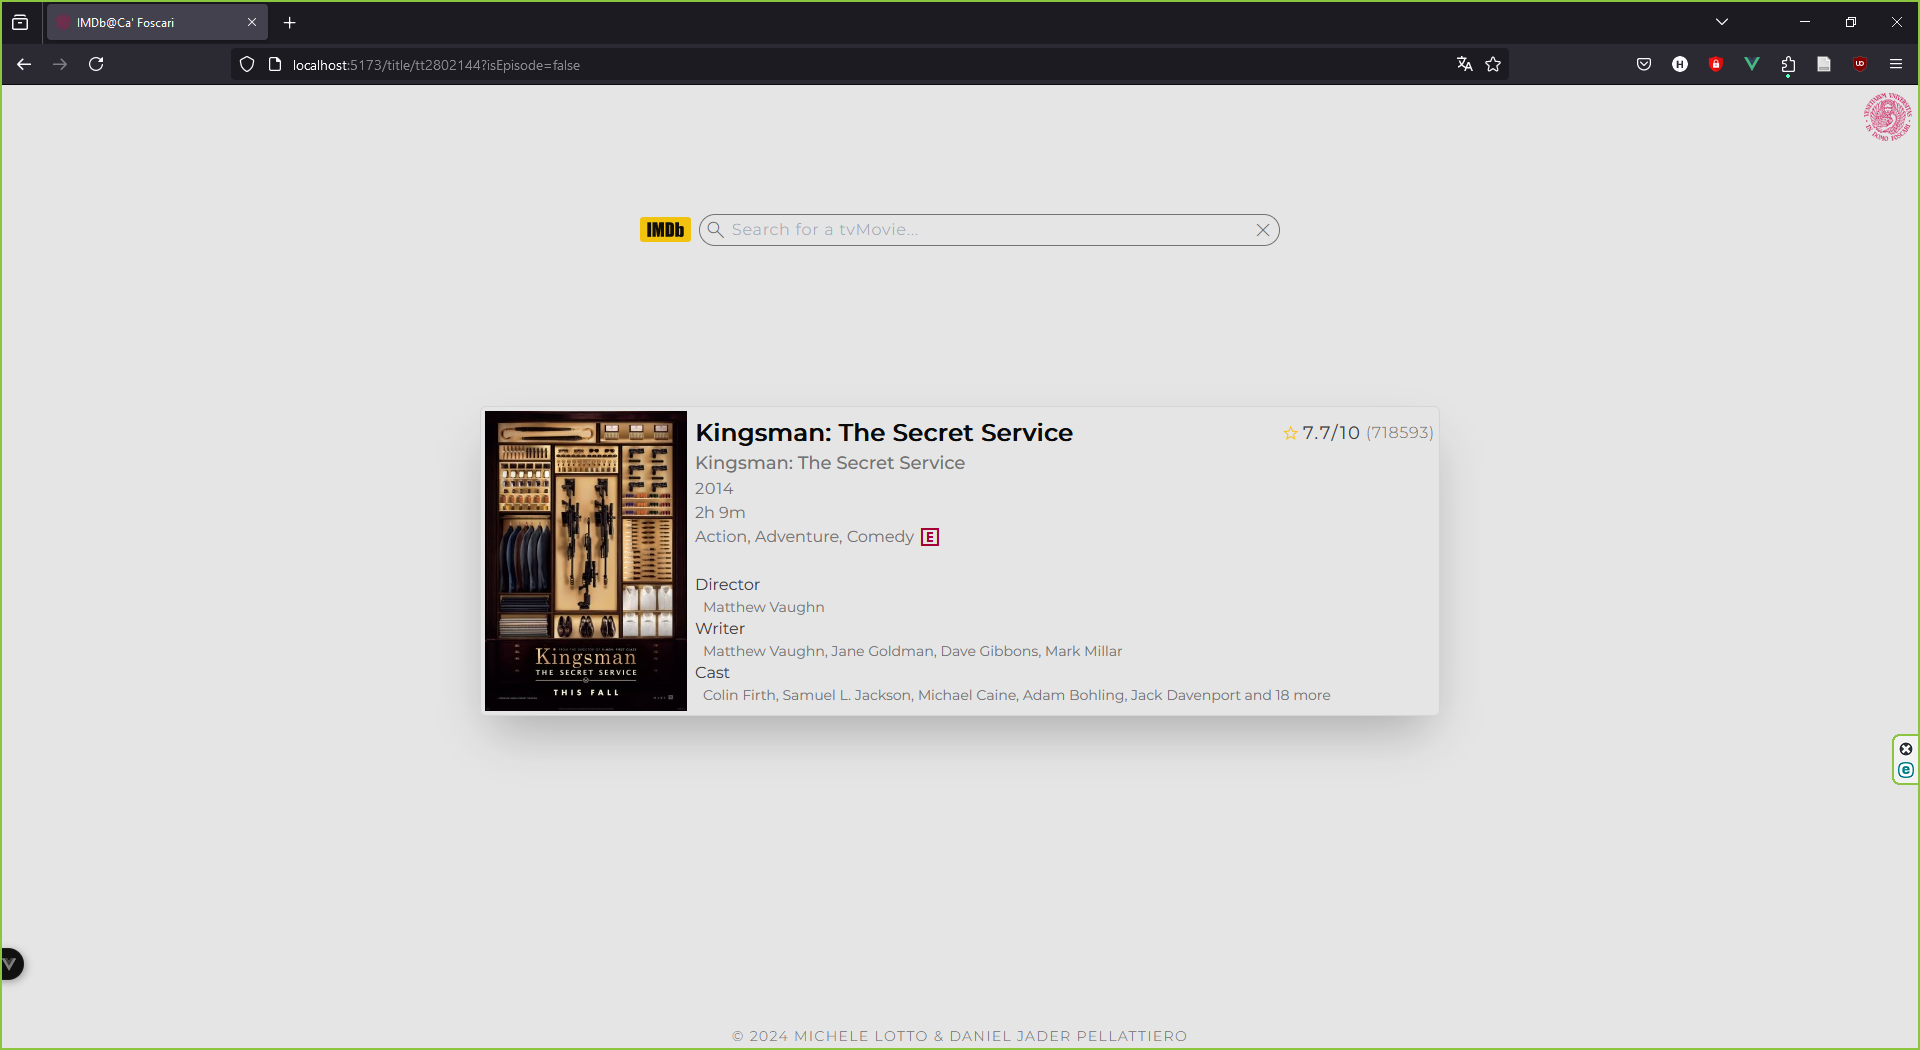 IMDb@Ca' Foscari
localhost:5173/title/tt2802144?isEpisode=false
IMDb
Search for a tvMovie...
Kingsman: The Secret Service
7.7/10 (718593)
Kingsman: The Secret Service
2014
2h 9m
Action, Adventure, Comedy E
Director
Matthew Vaughn
Writer
Matthew Vaughn, Jane Goldman, Dave Gibbons, Mark Millar
Cast
Colin Firth, Samuel L. Jackson, Michael Caine, Adam Bohling, Jack Davenport and 18 more
Kingsman
THE SECRET SERVICE
THIS FALL
© 2024 MICHELE LOTTO & DANIEL JADER PELLATTIERO